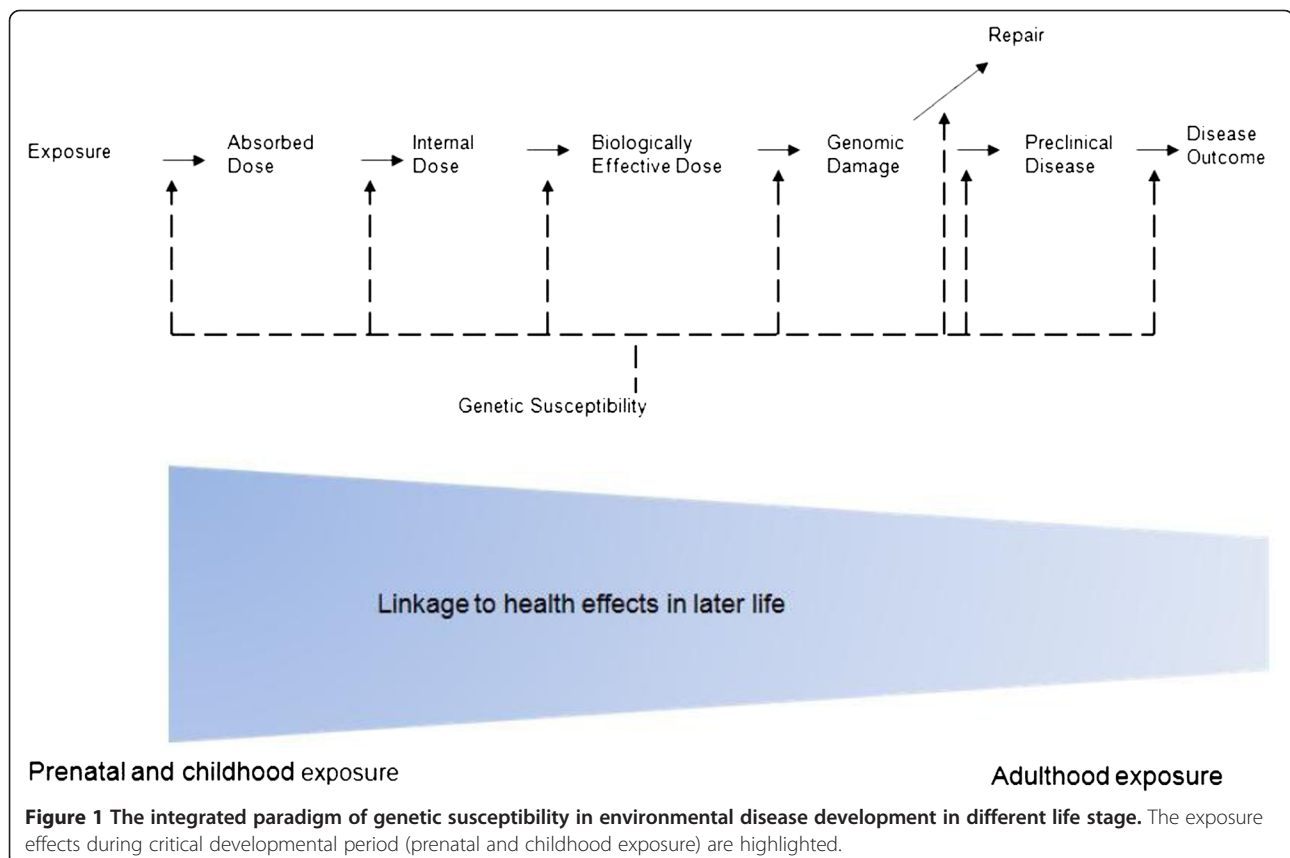 Repair
Exposure
Absorbed
Dose
Internal
Dose
Biologically
Effective Dose
Genomic
Damage
Preclinical
Disease
Disease
Outcome
Genetic Susceptibility
Linkage to health effects in later life
Prenatal and childhood exposure
Adulthood exposure
Figure 1 The integrated paradigm of genetic susceptibility in environmental disease development in different life stage. The exposure
effects during critical developmental period (prenatal and childhood exposure) are highlighted.